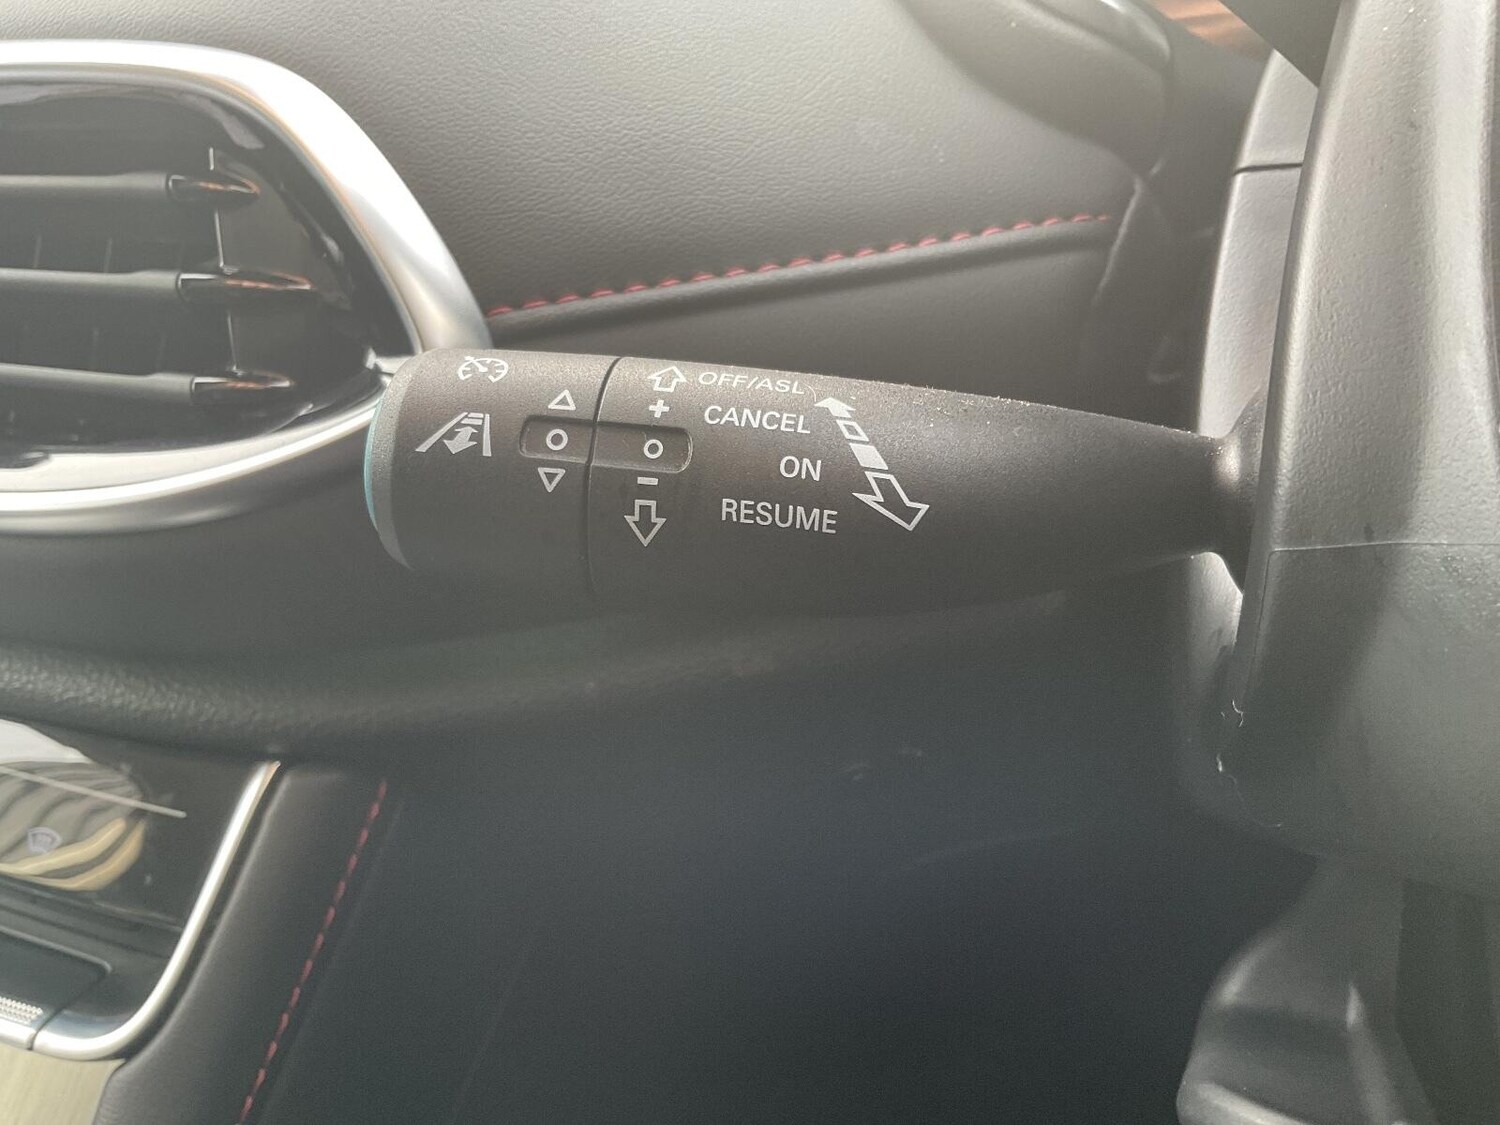 OFF/ASL
CANCEL
ON
RESUME
+
-